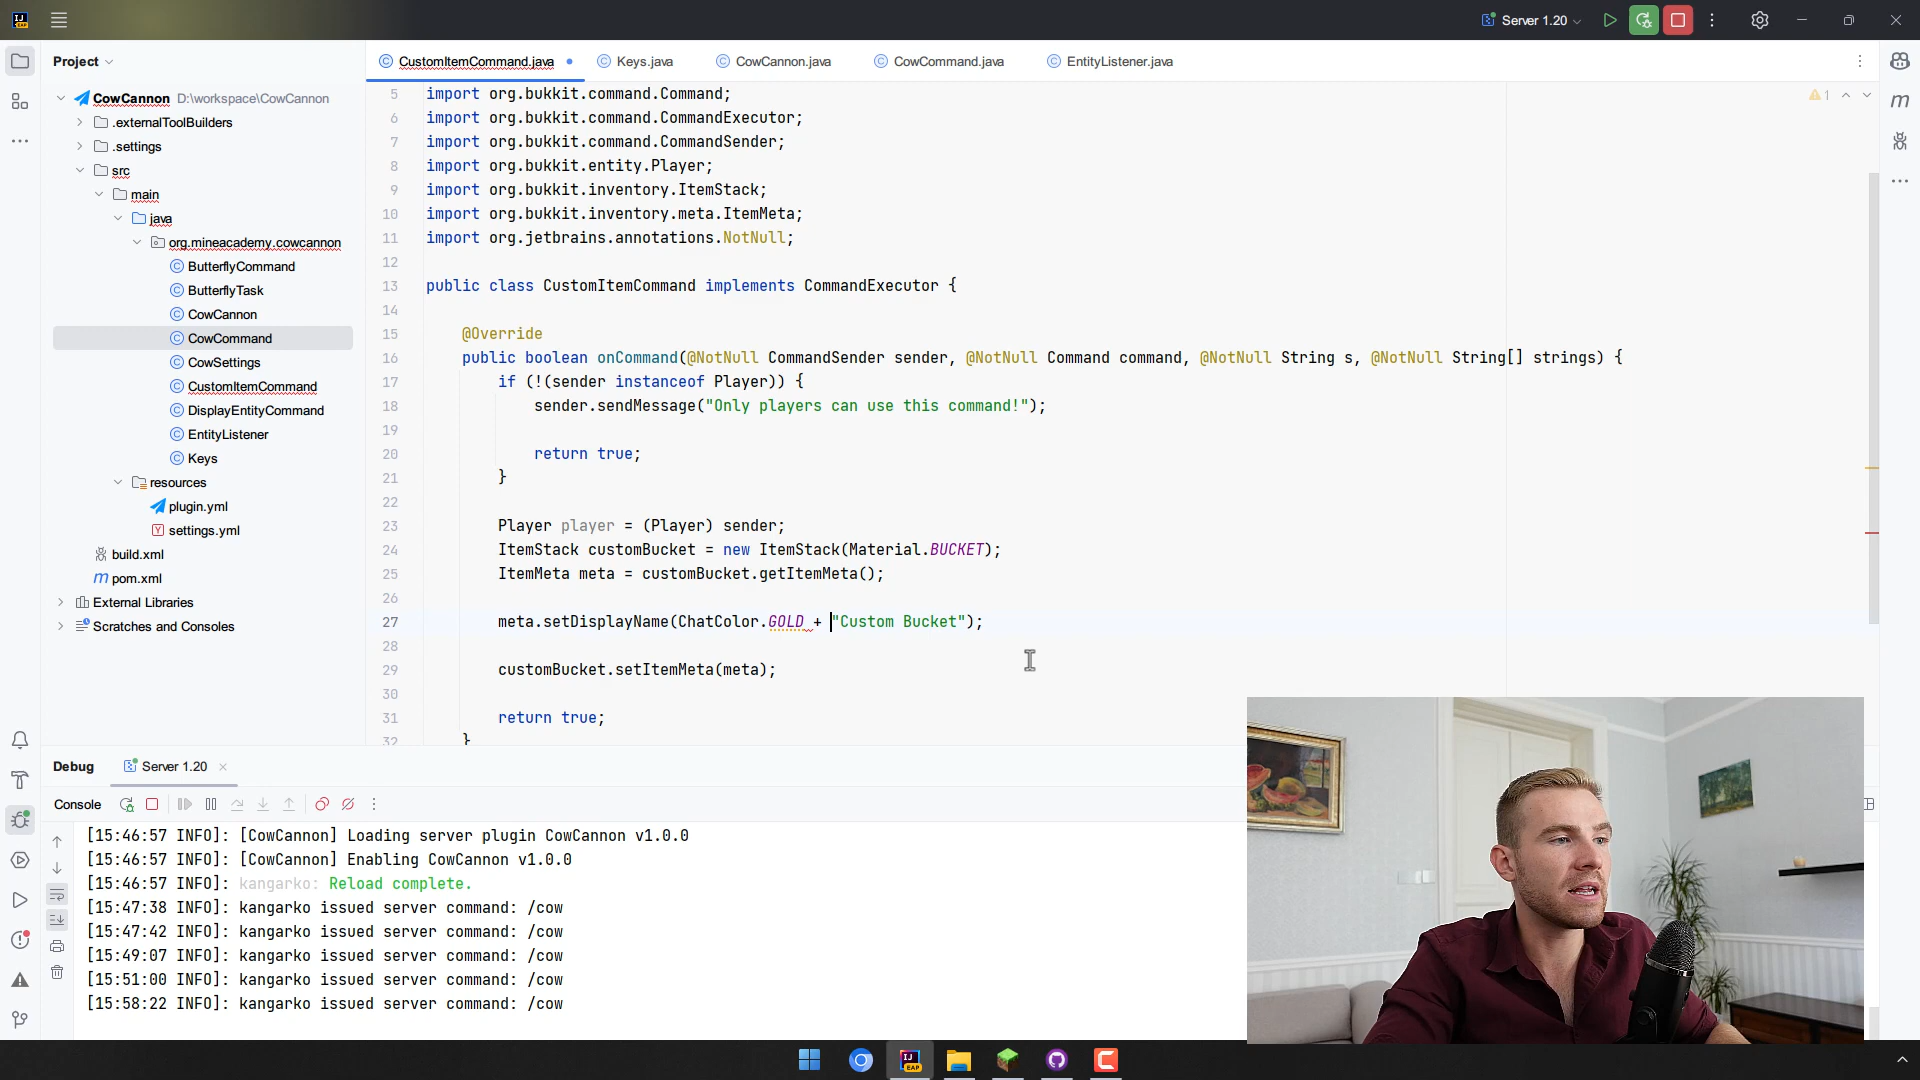 Server 1.20
Project
CustomItemCommand.java
Keys.java
CowCannon.java
CowCommand.java
EntityListener.java
CowCannon D:\workspace\CowCannon
.externalToolBuilders
.settings
src
main
java
org.mineacademy.cowcannon
ButterflyCommand
ButterflyTask
CowCannon
CowCommand
CowSettings
CustomItemCommand
DisplayEntityCommand
EntityListener
Keys
resources
plugin.yml
settings.yml
build.xml
m pom.xml
External Libraries
Scratches and Consoles
1
5 import org.bukkit.command.Command;
6 import org.bukkit.command.CommandExecutor;
7 import org.bukkit.command.CommandSender;
8 import org.bukkit.entity.Player;
9 import org.bukkit.inventory.ItemStack;
10 import org.bukkit.inventory.meta.ItemMeta;
11 import org.jetbrains.annotations.NotNull;
12
13 public class CustomItemCommand implements CommandExecutor {
14
15 @Override
16 public boolean onCommand(@NotNull CommandSender sender, @NotNull Command command, @NotNull String s, @NotNull String[] strings) {
17 if (!(sender instanceof Player)) {
18 sender.sendMessage("Only players can use this command!");
19
20 return true;
21 }
22
23 Player player = (Player) sender;
24 ItemStack customBucket = new ItemStack(Material.BUCKET);
25 ItemMeta meta = customBucket.getItemMeta();
26
27 meta.setDisplayName(ChatColor.GOLD + "Custom Bucket");
28
29 customBucket.setItemMeta(meta);
30
31 return true;
32 }
Debug
Server 1.20
Console
[15:46:57 INFO]: [CowCannon] Loading server plugin CowCannon v1.0.0
[15:46:57 INFO]: [CowCannon] Enabling CowCannon v1.0.0
[15:46:57 INFO]: kangarko: Reload complete.
[15:47:38 INFO]: kangarko issued server command: /cow
[15:47:42 INFO]: kangarko issued server command: /cow
[15:49:07 INFO]: kangarko issued server command: /cow
[15:51:00 INFO]: kangarko issued server command: /cow
[15:58:22 INFO]: kangarko issued server command: /cow